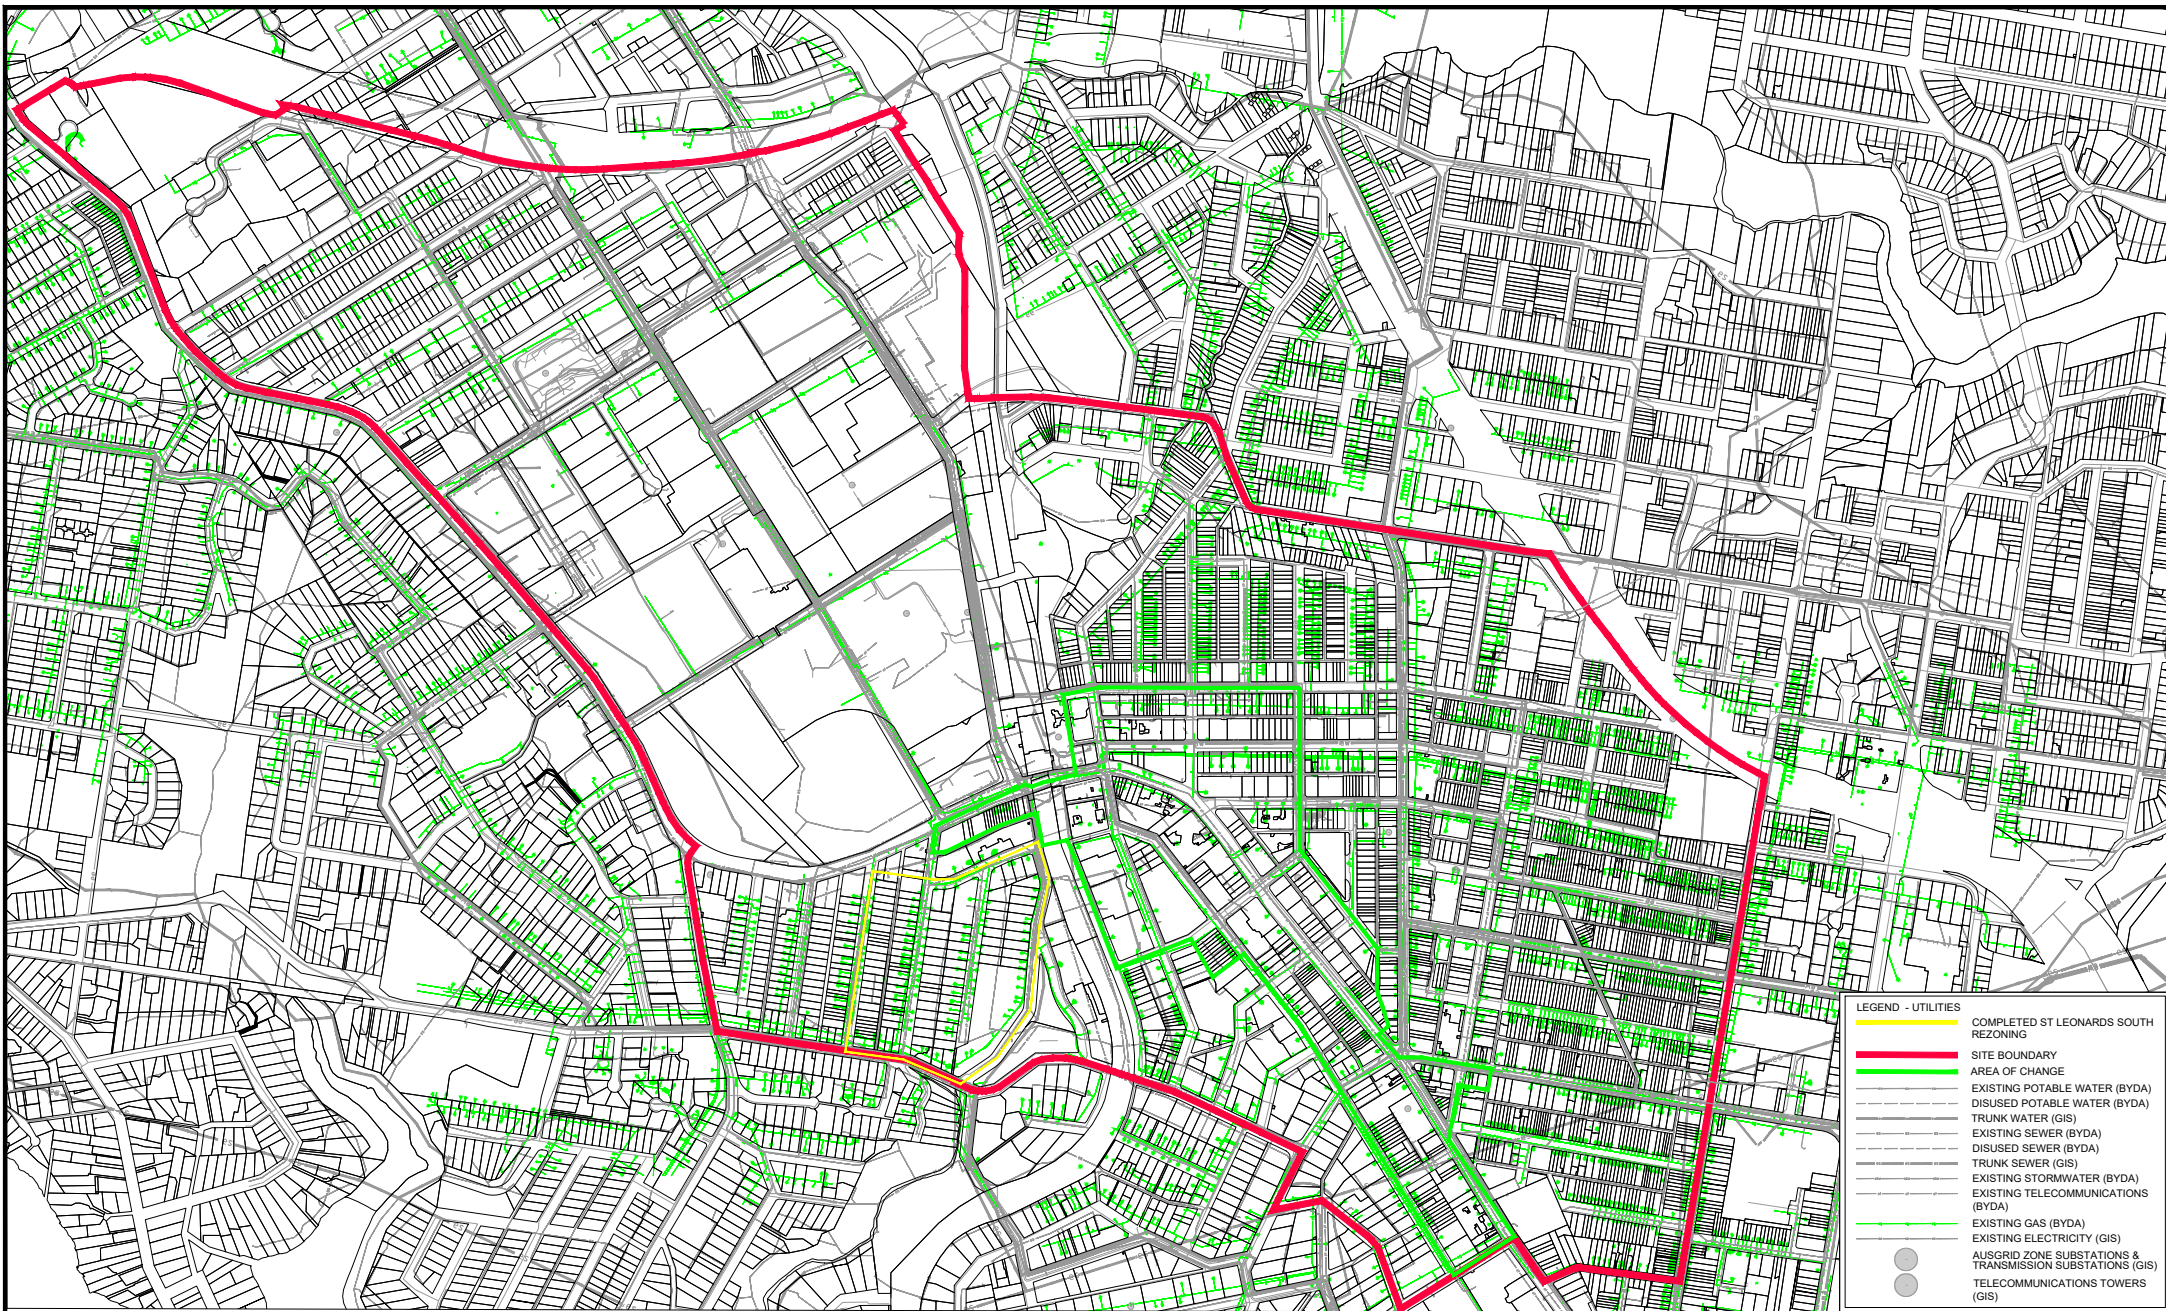 LEGEND - UTILITIES
COMPLETED ST LEONARDS SOUTH
REZONING
SITE BOUNDARY
AREA OF CHANGE
EXISTING POTABLE WATER (BYDA)
DISUSED POTABLE WATER (BYDA)
TRUNK WATER (GIS)
EXISTING SEWER (BYDA)
DISUSED SEWER (BYDA)
TRUNK SEWER (GIS)
EXISTING STORMWATER (BYDA)
EXISTING TELECOMMUNICATIONS
(BYDA)
EXISTING GAS (BYDA)
EXISTING ELECTRICITY (GIS)
AUSGRID ZONE SUBSTATIONS &
TRANSMISSION SUBSTATIONS (GIS)
TELECOMMUNICATIONS TOWERS
(GIS)